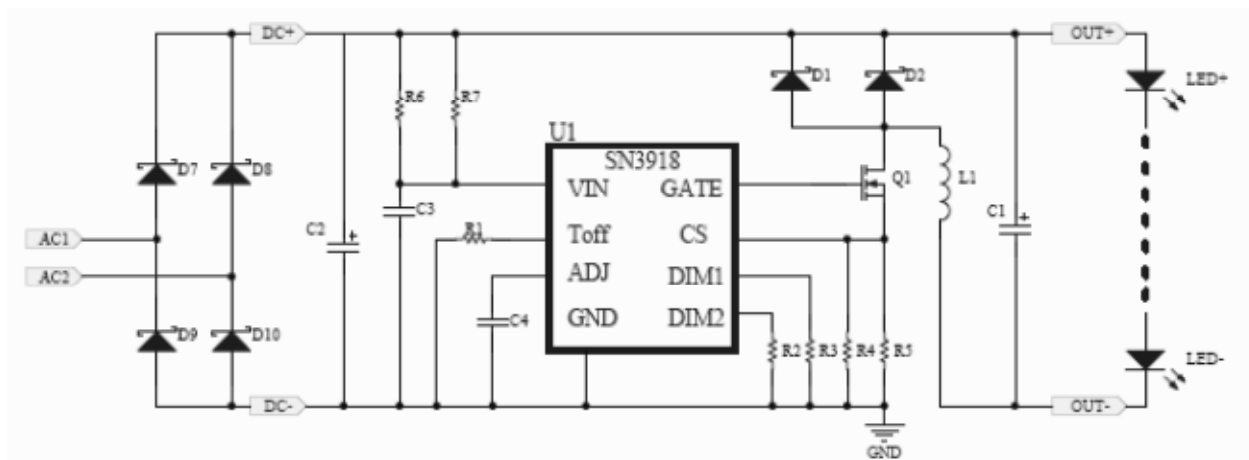 DC+
OUT+
D1
D2
LED+
R6
R7
U1
SN3918
D7
D8
VIN
GATE
Q1
L1
C3
C2
+
R1
Toff
CS
C1
+
AC1
AC2
ADJ
DIM1
C4
GND
DIM2
D9
D10
R2
R3
R4
R5
LED-
DC-
OUT-
GND